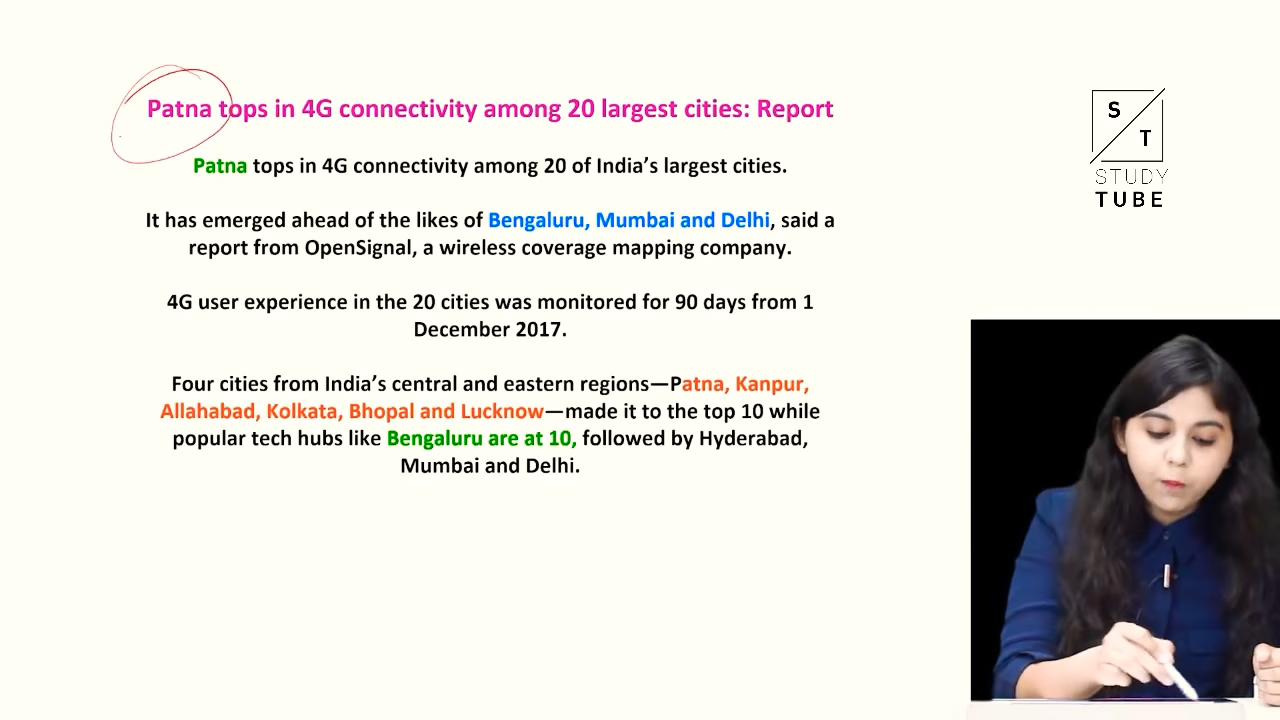 Patna tops in 4G connectivity among 20 largest cities: Report
Patna tops in 4G connectivity among 20 of India’s largest cities.
It has emerged ahead of the likes of Bengaluru, Mumbai and Delhi, said a
report from OpenSignal, a wireless coverage mapping company.
4G user experience in the 20 cities was monitored for 90 days from 1
December 2017.
Four cities from India’s central and eastern regions—Patna, Kanpur,
Allahabad, Kolkata, Bhopal and Lucknow—made it to the top 10 while
popular tech hubs like Bengaluru are at 10, followed by Hyderabad,
Mumbai and Delhi.
S
T
STUDY
TUBE